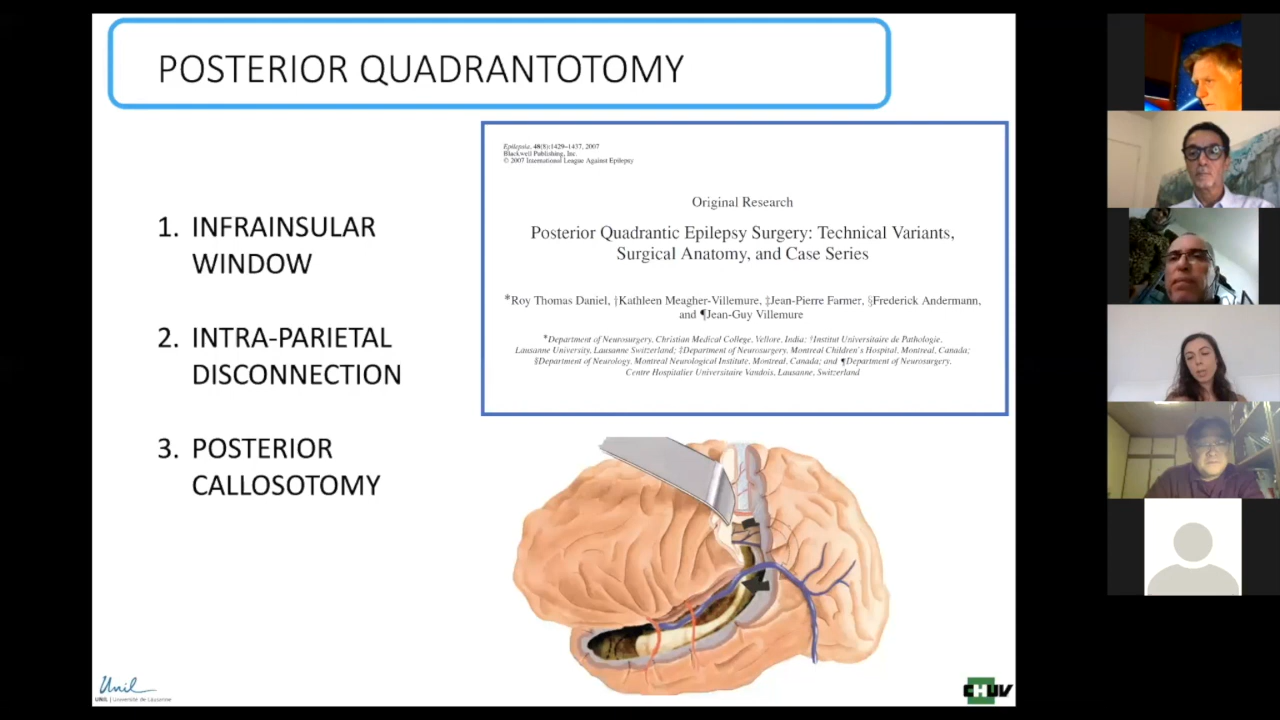 POSTERIOR QUADRANTOTOMY
1. INFRAINSULAR
WINDOW
2. INTRA-PARIETAL
DISCONNECTION
3. POSTERIOR
CALLOSOTOMY
Epilepsia, 48(8):1429–1437, 2007
Blackwell Publishing, Inc.
© 2007 International League Against Epilepsy
Original Research
Posterior Quadrantic Epilepsy Surgery: Technical Variants,
Surgical Anatomy, and Case Series
*Roy Thomas Daniel, †Kathleen Meagher-Villemure, ‡Jean-Pierre Farmer, §Frederick Andermann,
and ¶Jean-Guy Villemure
*Department of Neurosurgery, Christian Medical College, Vellore, India; †Institut Universitaire de Pathologie,
Lausanne University, Lausanne Switzerland; ‡Department of Neurosurgery, Montreal Children's Hospital, Montreal, Canada;
§Department of Neurology, Montreal Neurological Institute, Montreal, Canada; and ¶Department of Neurosurgery,
Centre Hospitalier Universitaire Vandois, Lausanne, Switzerland
Unil
UNIL | Université de Lausanne
CHUV